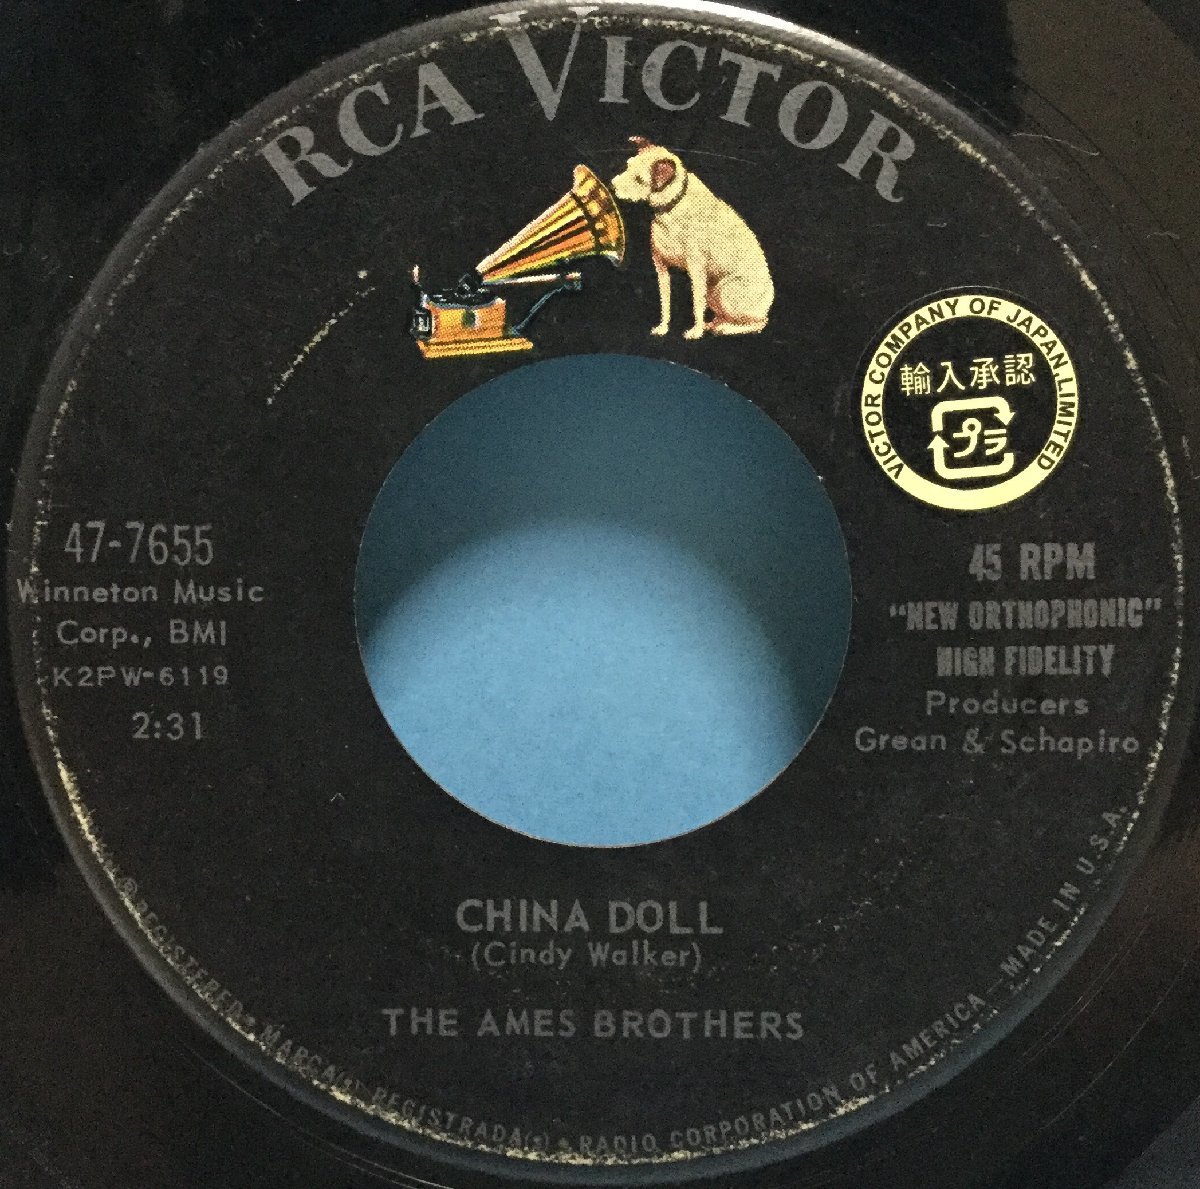 RCA VICTOR
VICTOR COMPANY OF JAPAN, LIMITED
輸入承認
プラ
47-7655
Winneton Music
Corp., BMI
K2PW-6119
2:31
45 RPM
"NEW ORTHOPHONIC"
HIGH FIDELITY
Producers
Grean & Schapiro
CHINA DOLL
(Cindy Walker)
THE AMES BROTHERS
® REGISTERED • MARCA(s) REGISTRADA(s) • RADIO CORPORATION OF AMERICA — MADE IN U.S.A.